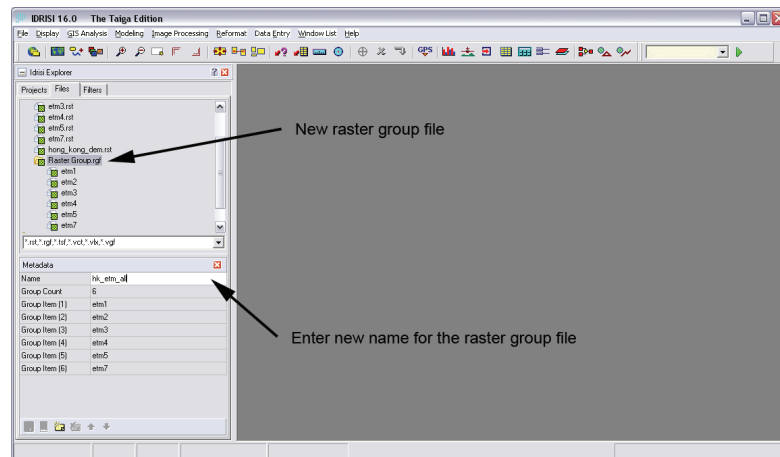 IDRISI 16.0 The Taiga Edition
File Display GIS Analysis Modeling Image Processing Reformat Data Entry Window List Help
GPS
Idrisi Explorer
Projects Files Filters
etm3.rst
etm4.rst
etm5.rst
etm7.rst
hong_kong_dem.rst
Raster Group.rgf
etm1
etm2
etm3
etm4
etm5
etm7
*.rst,*.rgf,*.tsf,*.vct,*.vlx,*.vgf
New raster group file
Metadata
Name hk_etm_all
Group Count 6
Group Item (1) etm1
Group Item (2) etm2
Group Item (3) etm3
Group Item (4) etm4
Group Item (5) etm5
Group Item (6) etm7
Enter new name for the raster group file